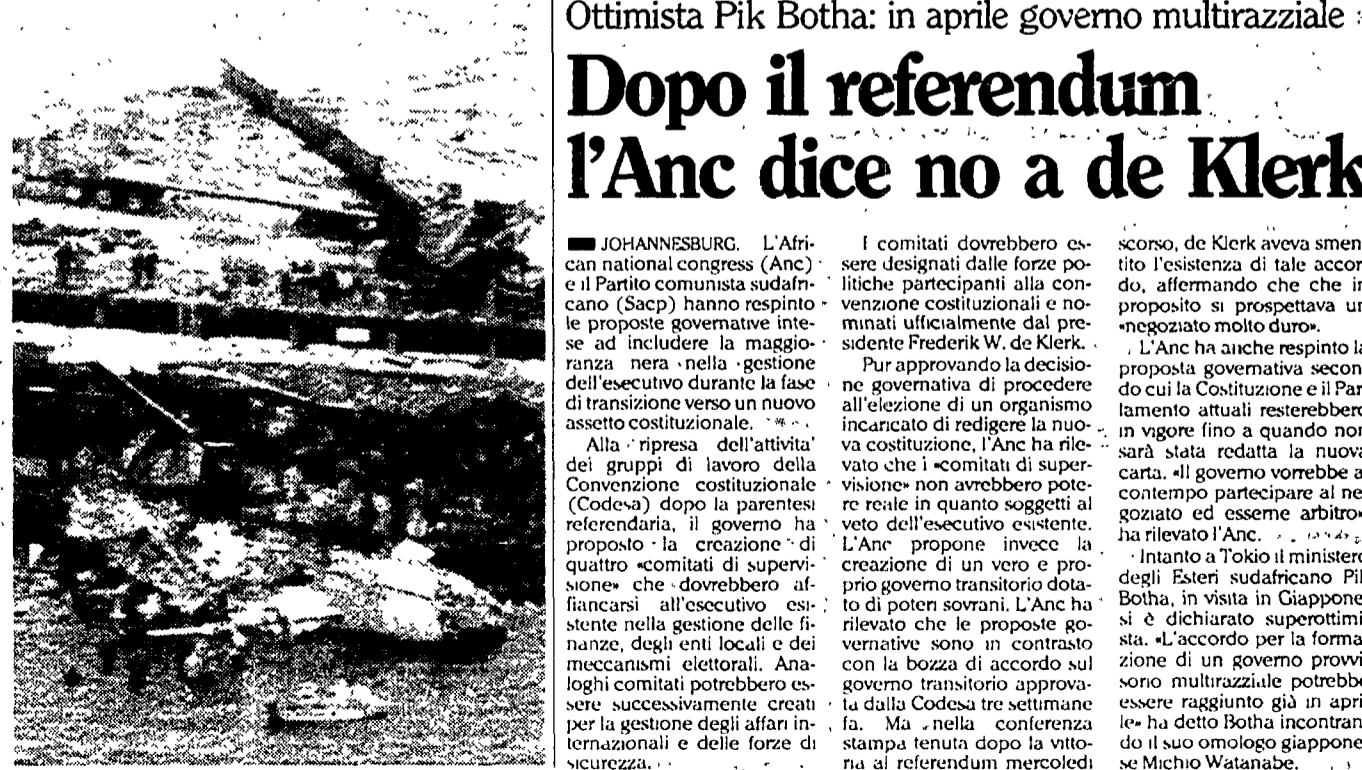 Ottimista Pik Botha: in aprile governo multirazziale
Dopo il referendum
l'Anc dice no a de Klerk
JOHANNESBURG. L'Afri-
can national congress (Anc)
e il Partito comunista sudafri-
cano (Sacp) hanno respinto
le proposte governative inte-
se ad includere la maggio-
ranza nera nella gestione
dell'esecutivo durante la fase
di transizione verso un nuovo
assetto costituzionale.
Alla ripresa dell'attivita'
dei gruppi di lavoro della
Convenzione costituzionale
(Codesa) dopo la parentesi
referendaria, il governo ha
proposto la creazione di
quattro «comitati di supervi-
sione» che dovrebbero af-
fiancarsi all'esecutivo esi-
stente nella gestione delle fi-
nanze, degli enti locali e dei
meccanismi elettorali. Ana-
loghi comitati potrebbero es-
sere successivamente creati
per la gestione degli affari in-
ternazionali e delle forze di
sicurezza.
I comitati dovrebbero es-
sere designati dalle forze po-
litiche partecipanti alla con-
venzione costituzionali e no-
minati ufficialmente dal pre-
sidente Frederik W. de Klerk.
Pur approvando la decisio-
ne governativa di procedere
all'elezione di un organismo
incaricato di redigere la nuo-
va costituzione, l'Anc ha rile-
vato che i «comitati di super-
visione» non avrebbero pote-
re reale in quanto soggetti al
veto dell'esecutivo esistente.
L'Anc propone invece la
creazione di un vero e pro-
prio governo transitorio dota-
to di poteri sovrani. L'Anc ha
rilevato che le proposte go-
vernative sono in contrasto
con la bozza di accordo sul
governo transitorio approva-
ta dalla Codesa tre settimane
fa. Ma nella conferenza
stampa tenuta dopo la vitto-
ria al referendum mercoledì
scorso, de Klerk aveva smen
tito l'esistenza di tale accor
do, affermando che che in
proposito si prospettava un
«negoziato molto duro».
L'Anc ha anche respinto la
proposta governativa secon
do cui la Costituzione e il Par
lamento attuali resterebbero
in vigore fino a quando non
sarà stata redatta la nuova
carta. «Il governo vorrebbe a
contempo partecipare al ne
goziato ed esserne arbitro»
ha rilevato l'Anc.
Intanto a Tokio il ministero
degli Esteri sudafricano Pik
Botha, in visita in Giappone
si è dichiarato superottimi
sta. «L'accordo per la forma
zione di un governo provvi
sorio multirazziale potrebbe
essere raggiunto già in apri
le» ha detto Botha incontran
do il suo omologo giappone
se Michio Watanabe.